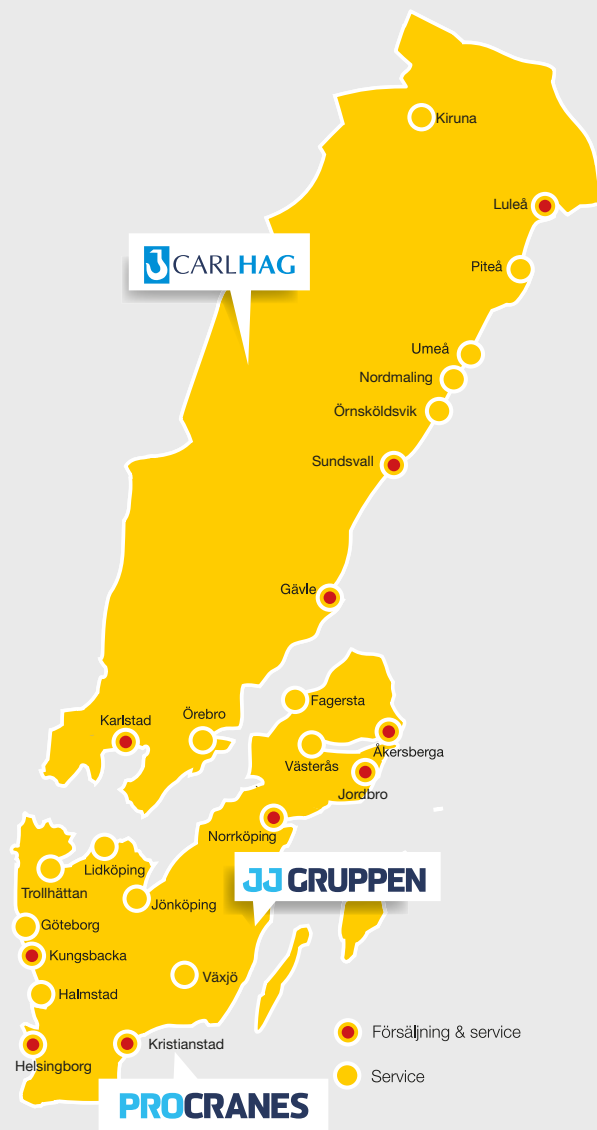 Kiruna
Luleå
CARLHAG
Piteå
Umeå
Nordmaling
Örnsköldsvik
Sundsvall
Gävle
Fagersta
Örebro
Karlstad
Åkersberga
Västerås
Jordbro
Norrköping
Lidköping
JJ GRUPPEN
Trollhättan
Jönköping
Göteborg
Kungsbacka
Växjö
Halmstad
Försäljning & service
Kristianstad
Helsingborg
Service
PROCRANES